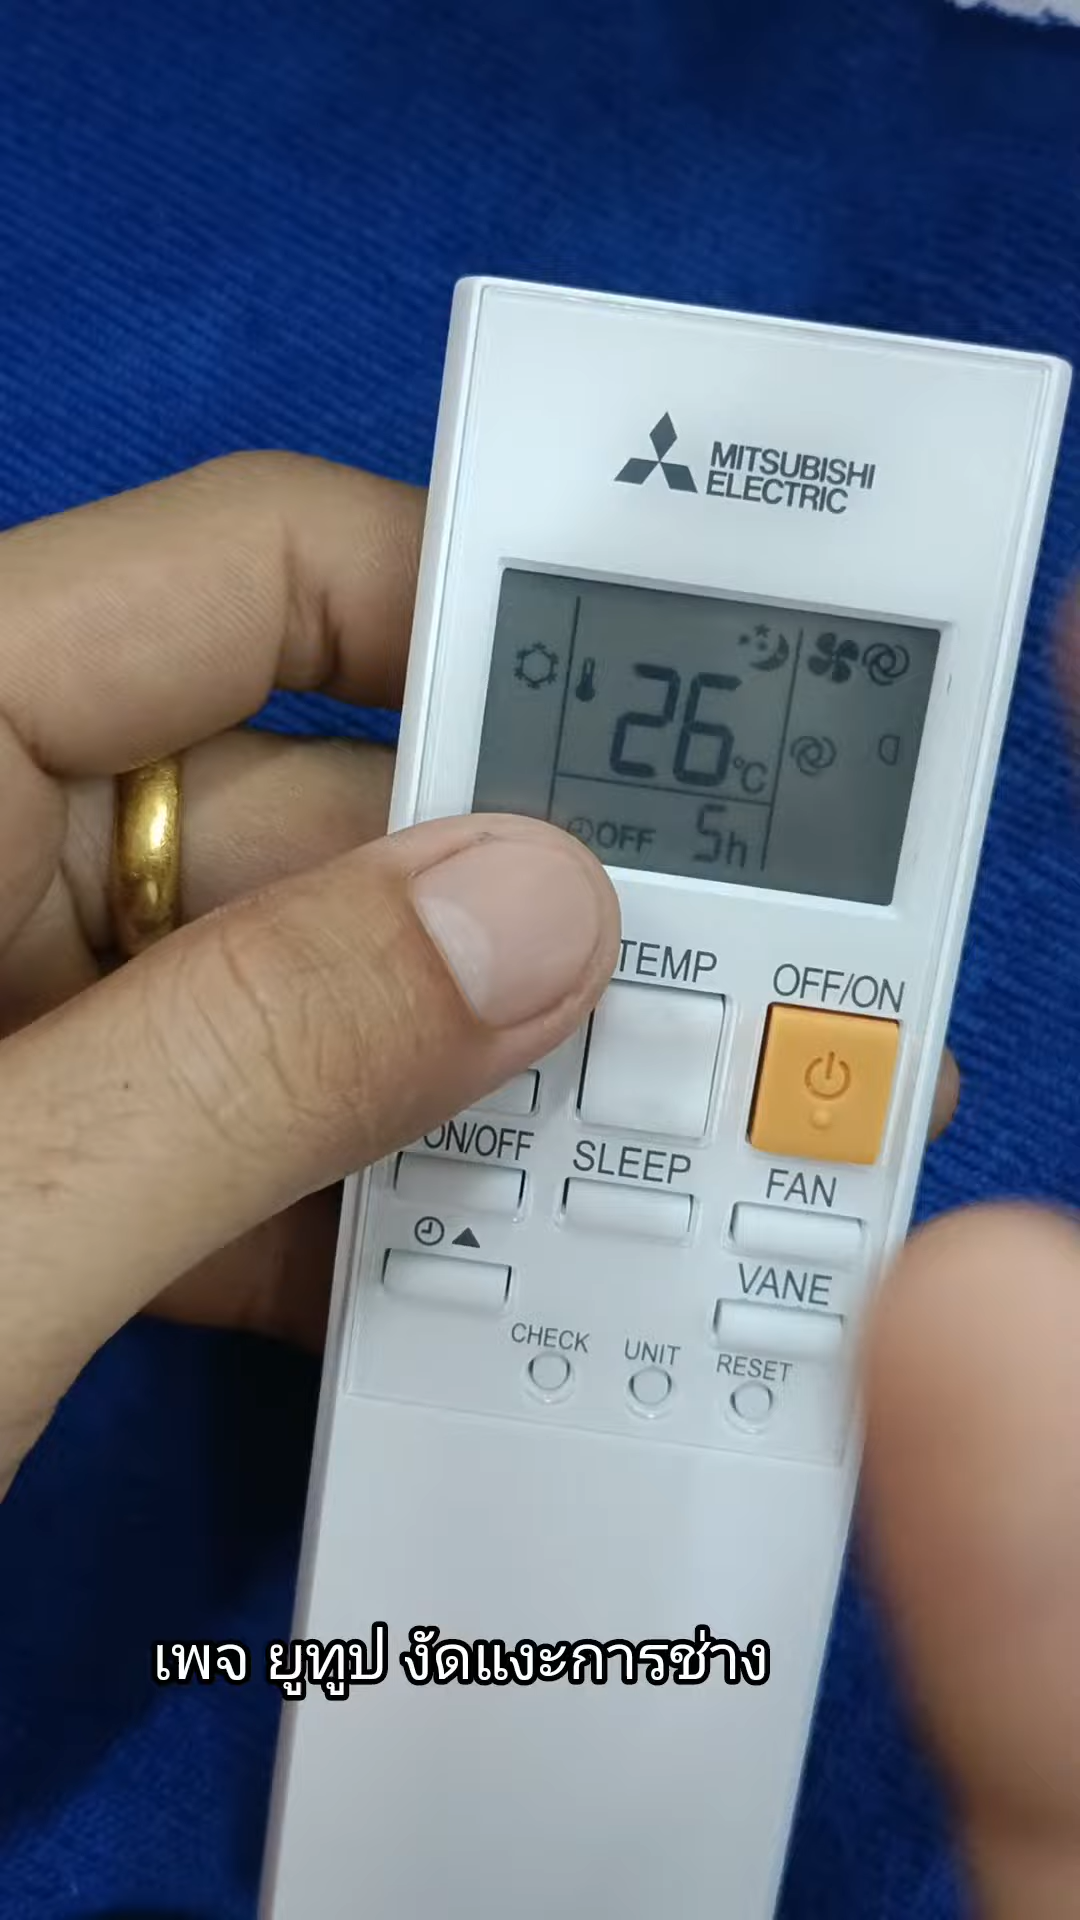 MITSUBISHI
ELECTRIC
26°C
OFF 5h
TEMP
OFF/ON
ON/OFF
SLEEP
FAN
VANE
CHECK
UNIT
RESET
เพจ ยูทูป งัดแงะการช่าง